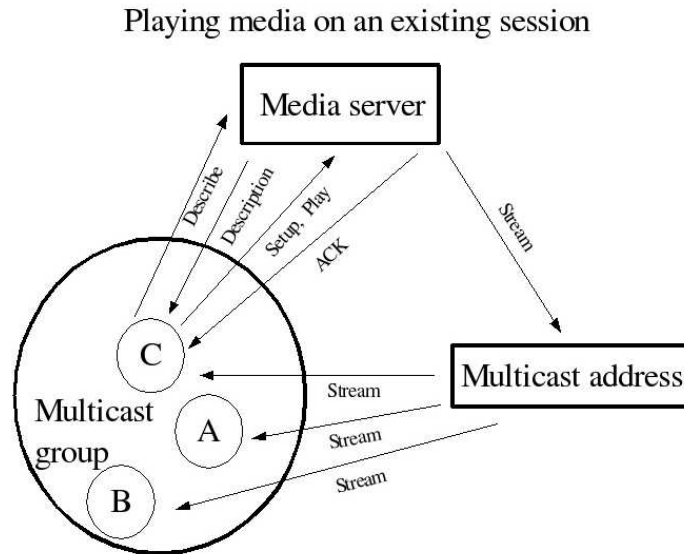 Playing media on an existing session
Media server
Describe
Description
Setup, Play
ACK
Stream
C
Multicast address
Stream
Multicast
group
A
Stream
B
Stream